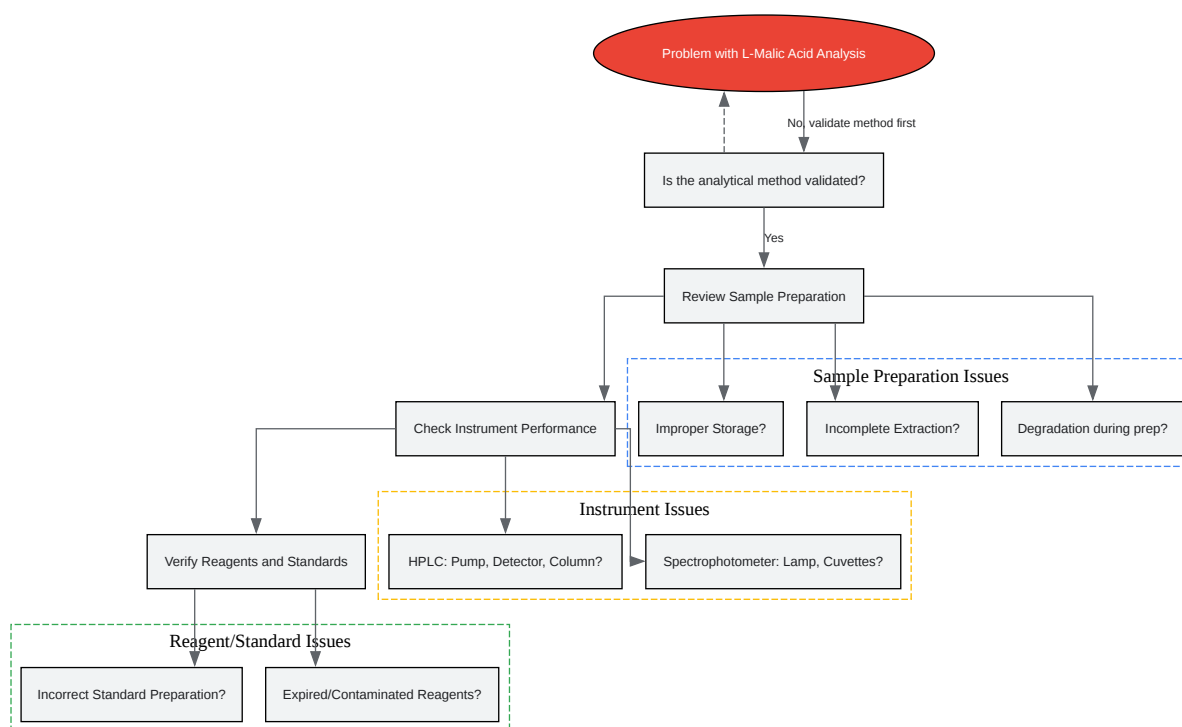 Problem with L-Malic Acid Analysis
No, validate method first
Is the analytical method validated?
Yes
Review Sample Preparation
Sample Preparation Issues
Check Instrument Performance
Improper Storage?
Incomplete Extraction?
Degradation during prep?
Instrument Issues
Verify Reagents and Standards
HPLC: Pump, Detector, Column?
Spectrophotometer: Lamp, Cuvettes?
Reagent/Standard Issues
Incorrect Standard Preparation?
Expired/Contaminated Reagents?